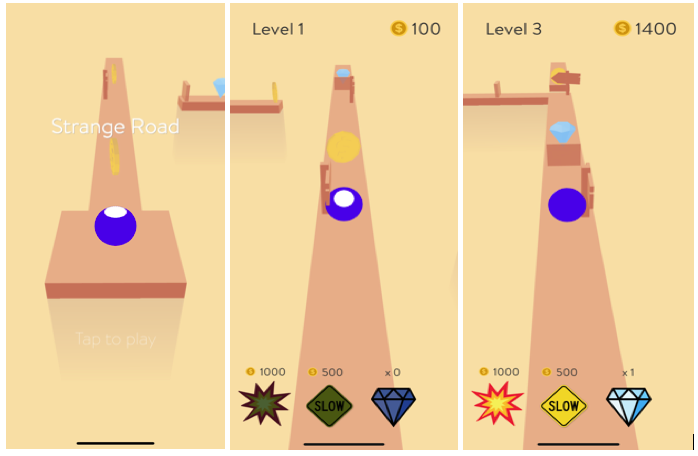 Strange Road
Tap to play
Level 1
100
1000
500
x 0
SLOW
Level 3
1400
1000
500
x 1
SLOW